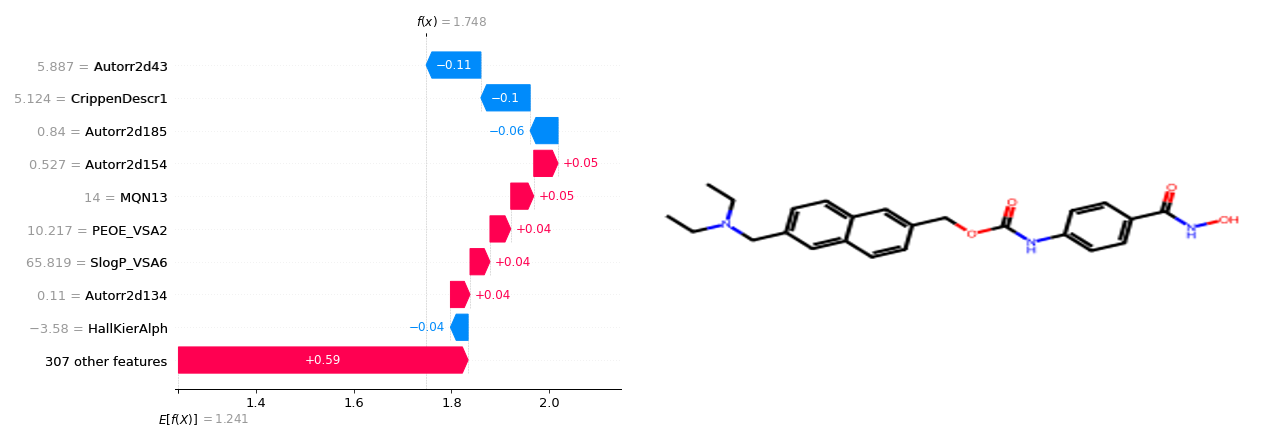 f(x) = 1.748
5.887 = Autorr2d43
−0.11
5.124 = CrippenDescr1
−0.1
0.84 = Autorr2d185
−0.06
0.527 = Autorr2d154
+0.05
14 = MQN13
+0.05
10.217 = PEOE_VSA2
+0.04
65.819 = SlogP_VSA6
+0.04
0.11 = Autorr2d134
+0.04
−3.58 = HallKierAlph
−0.04
307 other features
+0.59
1.4 1.6 1.8 2.0
E[f(X)] = 1.241
N
O
O
N
H
O
N
H
OH